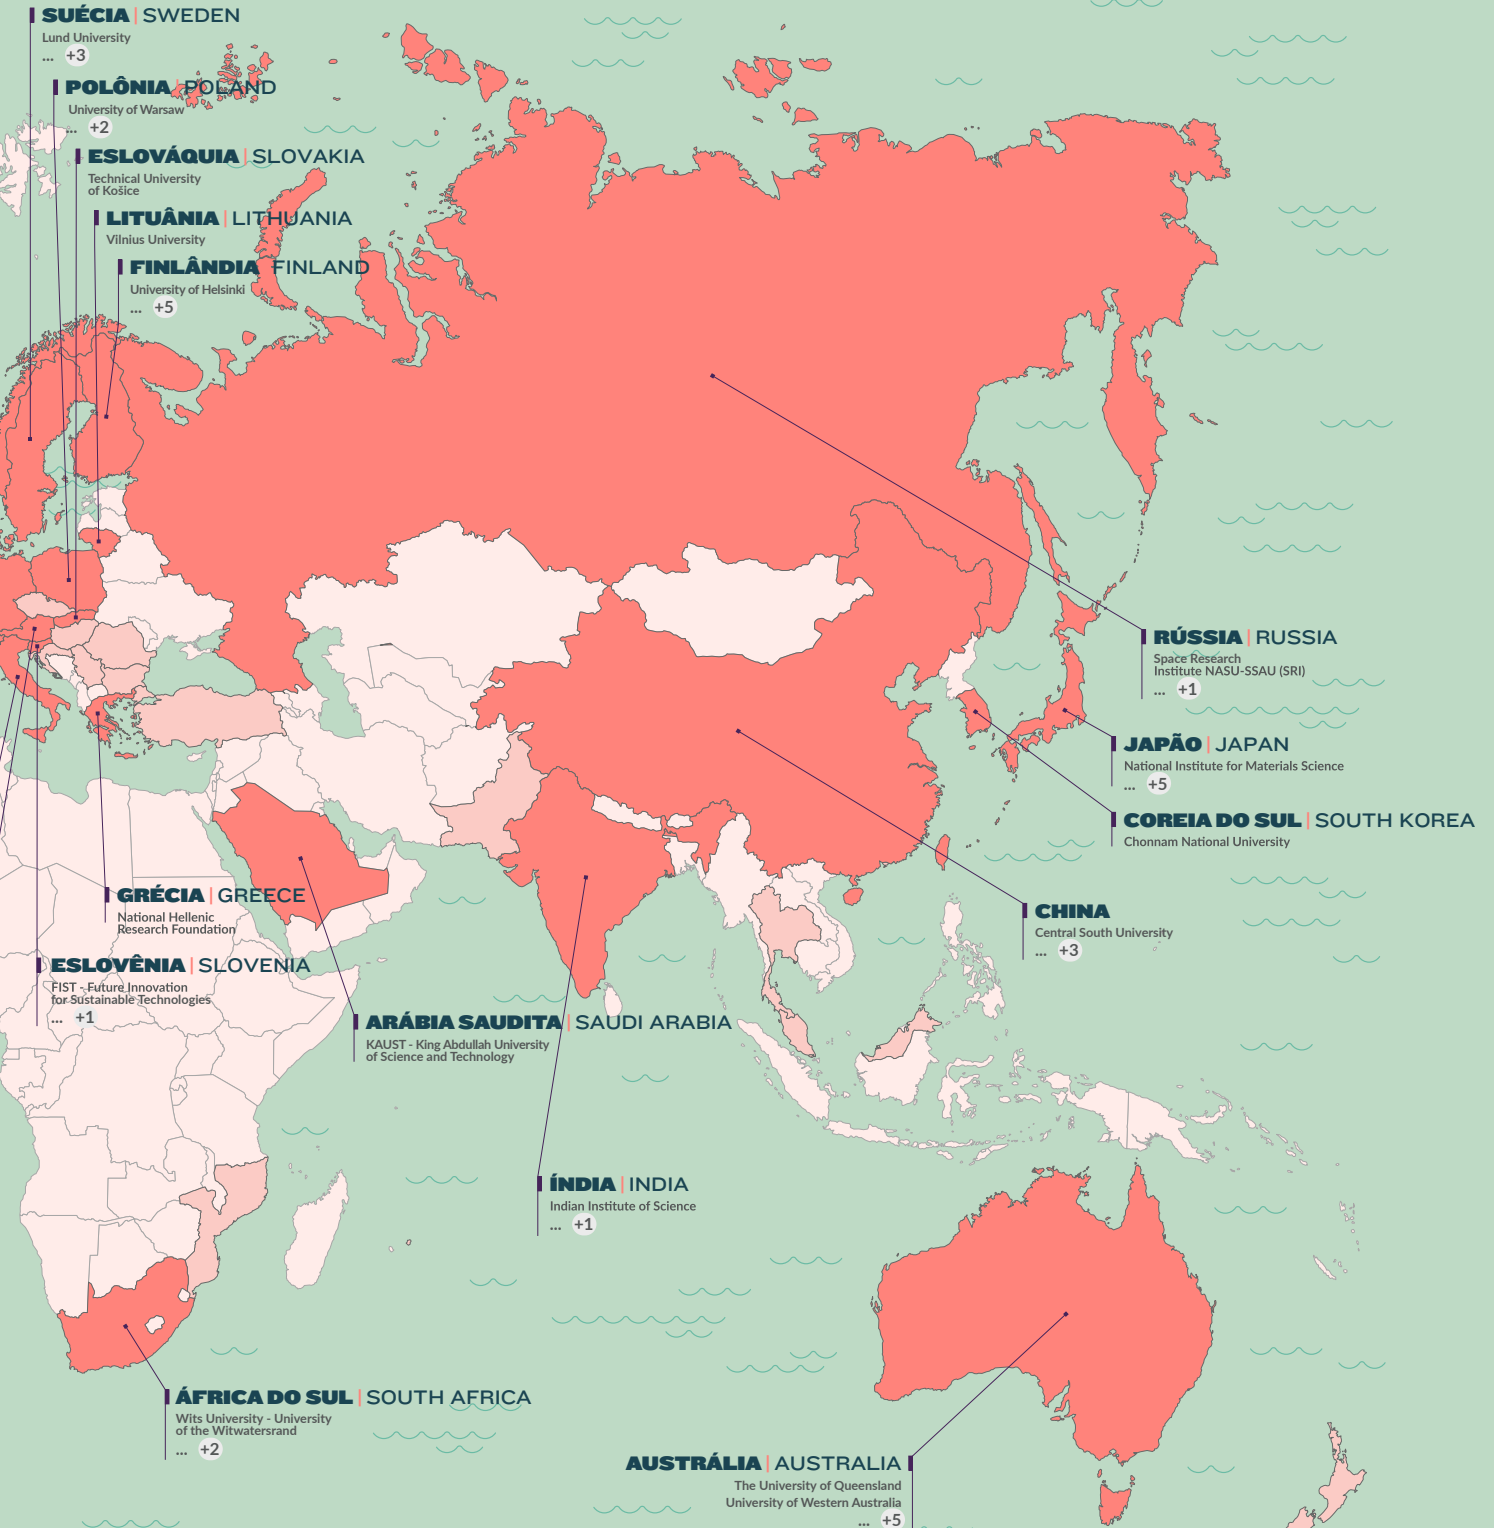 SUÉCIA | SWEDEN
Lund University
... +3
POLÔNIA | POLAND
University of Warsaw
... +2
ESLOVÁQUIA | SLOVAKIA
Technical University
of Košice
LITUÂNIA | LITHUANIA
Vilnius University
FINLÂNDIA FINLAND
University of Helsinki
... +5
RÚSSIA | RUSSIA
Space Research
Institute NASU-SSAU (SRI)
... +1
JAPÃO | JAPAN
National Institute for Materials Science
... +5
COREIA DO SUL | SOUTH KOREA
Chonnam National University
GRÉCIA | GREECE
National Hellenic
Research Foundation
CHINA
Central South University
... +3
ESLOVÊNIA | SLOVENIA
FIST - Future Innovation
for Sustainable Technologies
... +1
ARÁBIA SAUDITA | SAUDI ARABIA
KAUST - King Abdullah University
of Science and Technology
ÍNDIA | INDIA
Indian Institute of Science
... +1
ÁFRICA DO SUL | SOUTH AFRICA
Wits University - University
of the Witwatersrand
... +2
AUSTRÁLIA | AUSTRALIA
The University of Queensland
University of Western Australia
... +5